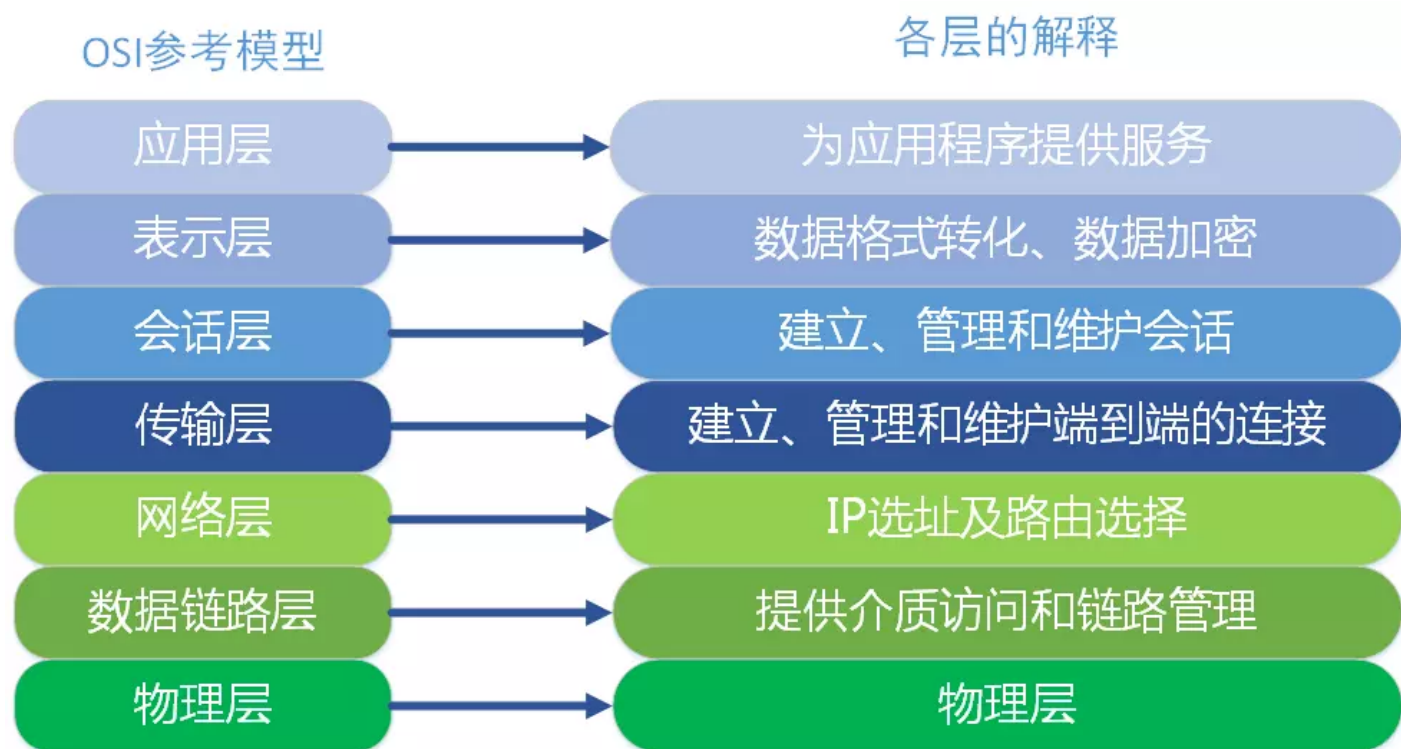 OSI参考模型
各层的解释
应用层
为应用程序提供服务
表示层
数据格式转化、数据加密
会话层
建立、管理和维护会话
传输层
建立、管理和维护端到端的连接
网络层
IP选址及路由选择
数据链路层
提供介质访问和链路管理
物理层
物理层